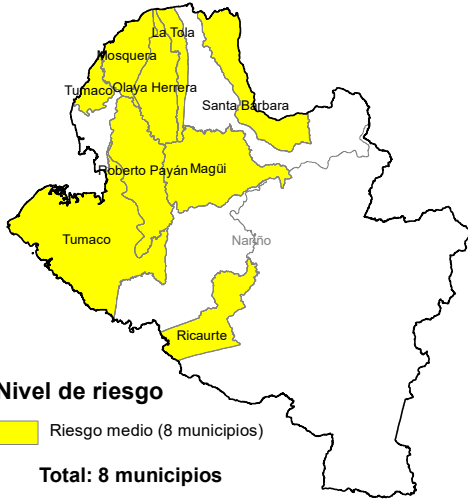 La Tola
Mosquera
Tumaco
Olaya Herrera
Santa Bárbara
Roberto Payán
Magüi
Tumaco
Nariño
Ricaurte
Nivel de riesgo
Riesgo medio (8 municipios)
Total: 8 municipios